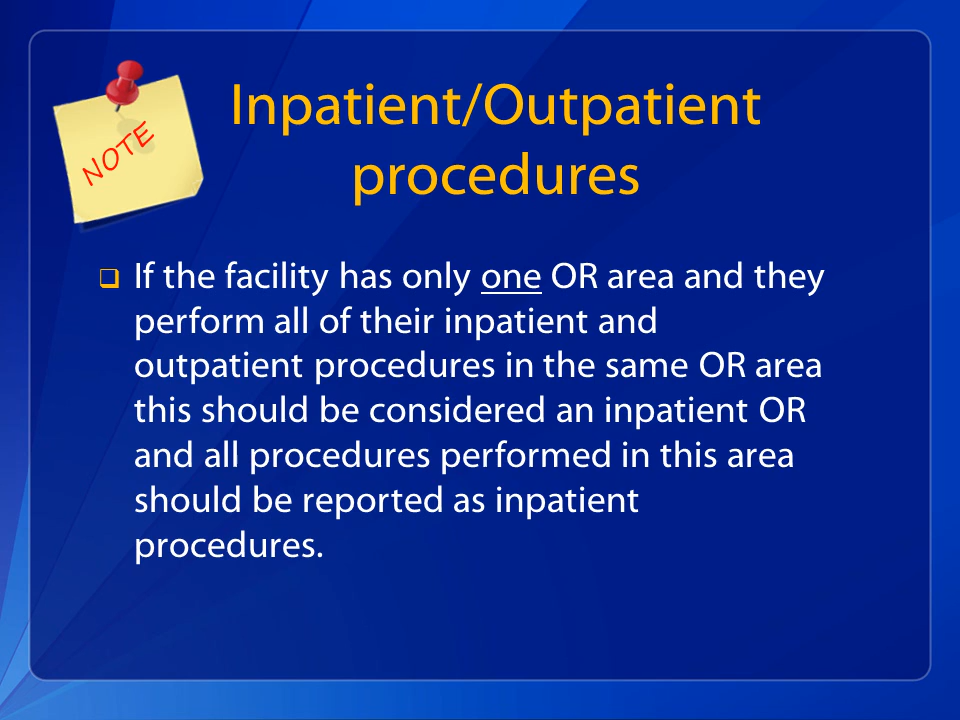 NOTE
Inpatient/Outpatient
procedures
If the facility has only one OR area and they
perform all of their inpatient and
outpatient procedures in the same OR area
this should be considered an inpatient OR
and all procedures performed in this area
should be reported as inpatient
procedures.